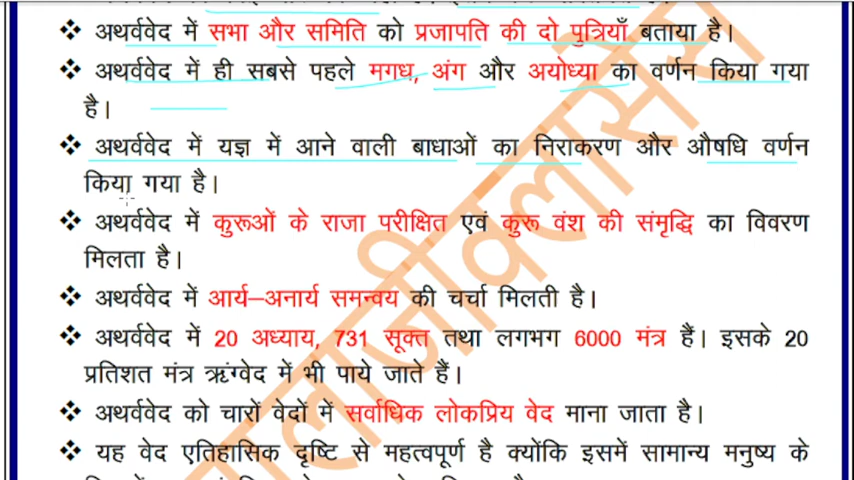 ❖ अथर्ववेद में सभा और समिति को प्रजापति की दो पुत्रियाँ बताया है।
❖ अथर्ववेद में ही सबसे पहले मगध, अंग और अयोध्या का वर्णन किया गया
है।
❖ अथर्ववेद में यज्ञ में आने वाली बाधाओं का निराकरण और औषधि वर्णन
किया गया है।
❖ अथर्ववेद में कुरूओं के राजा परीक्षित एवं कुरू वंश की संमृद्धि का विवरण
मिलता है।
❖ अथर्ववेद में आर्य–अनार्य समन्वय की चर्चा मिलती है।
❖ अथर्ववेद में 20 अध्याय, 731 सूक्त तथा लगभग 6000 मंत्र हैं। इसके 20
प्रतिशत मंत्र ऋंग्वेद में भी पाये जाते हैं।
❖ अथर्ववेद को चारों वेदों में सर्वाधिक लोकप्रिय वेद माना जाता है।
❖ यह वेद एतिहासिक दृष्टि से महत्वपूर्ण है क्योंकि इसमें सामान्य मनुष्य के
कालाजीक्लासेस